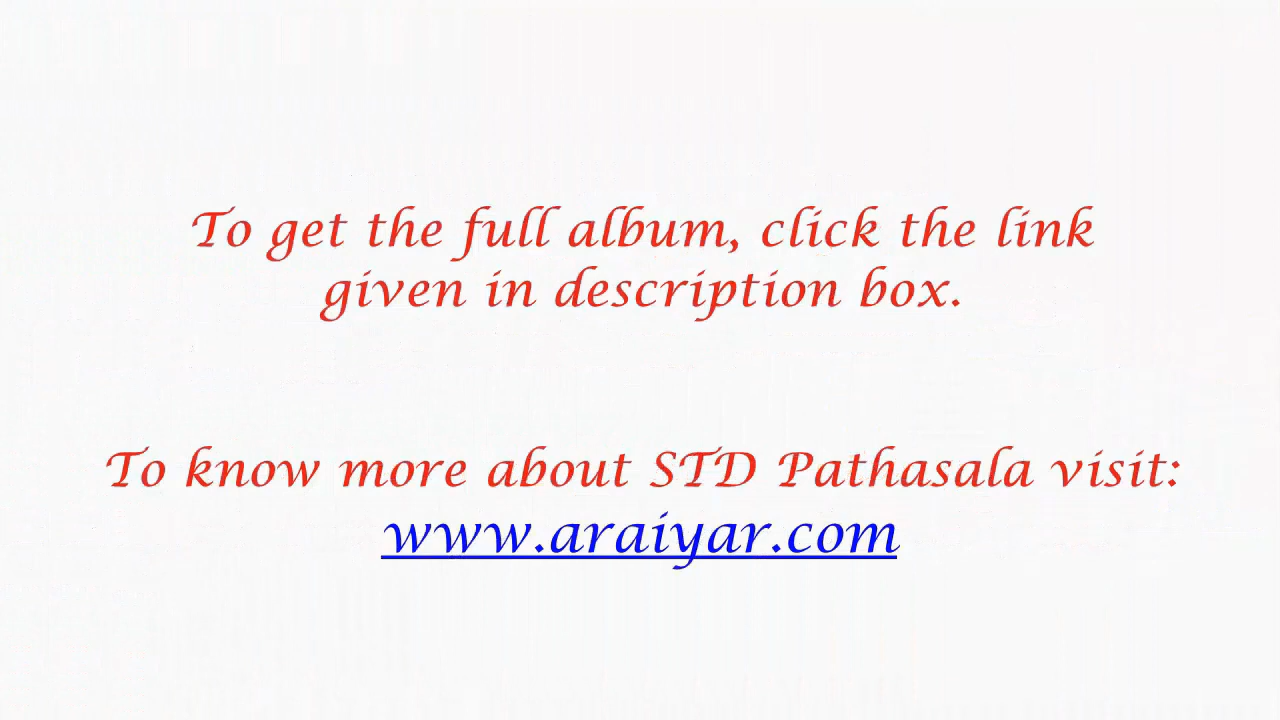 To get the full album, click the link
given in description box.
To know more about STD Pathasala visit:
www.araiyar.com